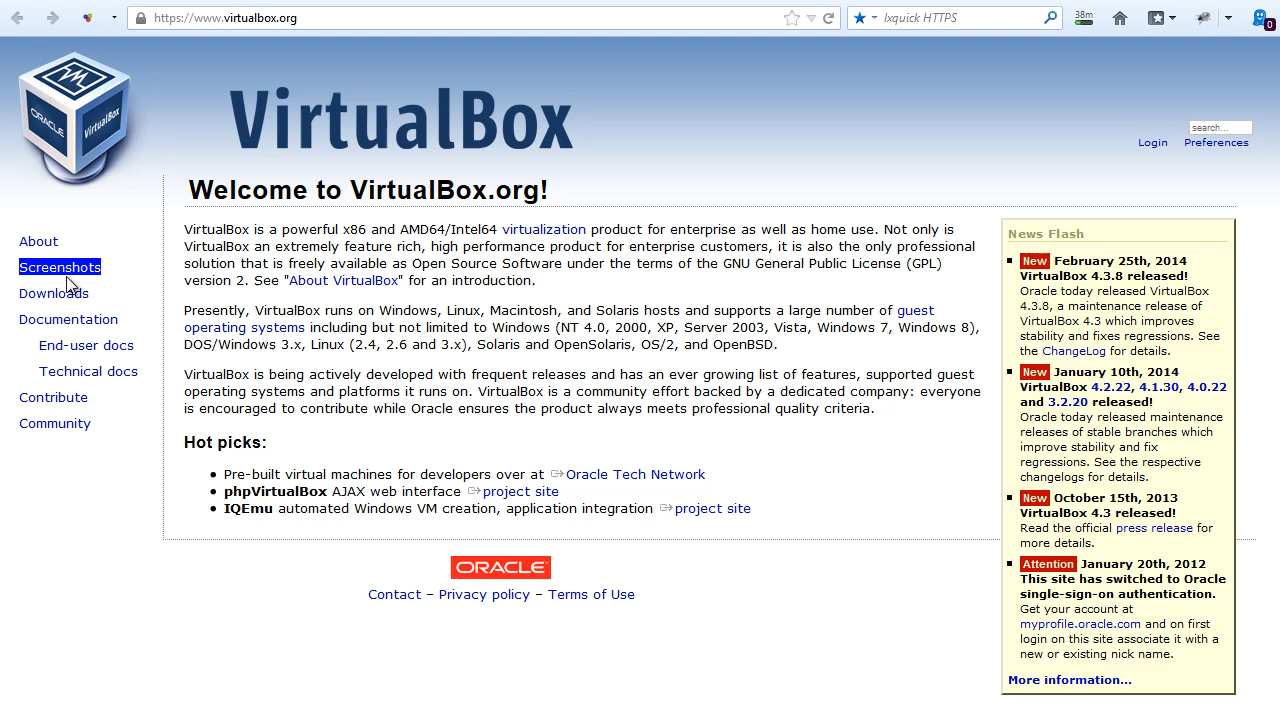 https://www.virtualbox.org
Ixquick HTTPS
38m
0
ORACLE
VirtualBox
VirtualBox
search...
Login
Preferences
Welcome to VirtualBox.org!
About
Screenshots
Downloads
Documentation
End-user docs
Technical docs
Contribute
Community
VirtualBox is a powerful x86 and AMD64/Intel64 virtualization product for enterprise as well as home use. Not only is
VirtualBox an extremely feature rich, high performance product for enterprise customers, it is also the only professional
solution that is freely available as Open Source Software under the terms of the GNU General Public License (GPL)
version 2. See "About VirtualBox" for an introduction.
Presently, VirtualBox runs on Windows, Linux, Macintosh, and Solaris hosts and supports a large number of guest
operating systems including but not limited to Windows (NT 4.0, 2000, XP, Server 2003, Vista, Windows 7, Windows 8),
DOS/Windows 3.x, Linux (2.4, 2.6 and 3.x), Solaris and OpenSolaris, OS/2, and OpenBSD.
VirtualBox is being actively developed with frequent releases and has an ever growing list of features, supported guest
operating systems and platforms it runs on. VirtualBox is a community effort backed by a dedicated company: everyone
is encouraged to contribute while Oracle ensures the product always meets professional quality criteria.
Hot picks:
• Pre-built virtual machines for developers over at Oracle Tech Network
• phpVirtualBox AJAX web interface project site
• IQEmu automated Windows VM creation, application integration project site
News Flash
New February 25th, 2014
VirtualBox 4.3.8 released!
Oracle today released VirtualBox
4.3.8, a maintenance release of
VirtualBox 4.3 which improves
stability and fixes regressions. See
the ChangeLog for details.
New January 10th, 2014
VirtualBox 4.2.22, 4.1.30, 4.0.22
and 3.2.20 released!
Oracle today released maintenance
releases of stable branches which
improve stability and fix
regressions. See the respective
changelogs for details.
New October 15th, 2013
VirtualBox 4.3 released!
Read the official press release for
more details.
Attention January 20th, 2012
This site has switched to Oracle
single-sign-on authentication.
Get your account at
myprofile.oracle.com and on first
login on this site associate it with a
new or existing nick name.
More information...
ORACLE
Contact – Privacy policy – Terms of Use